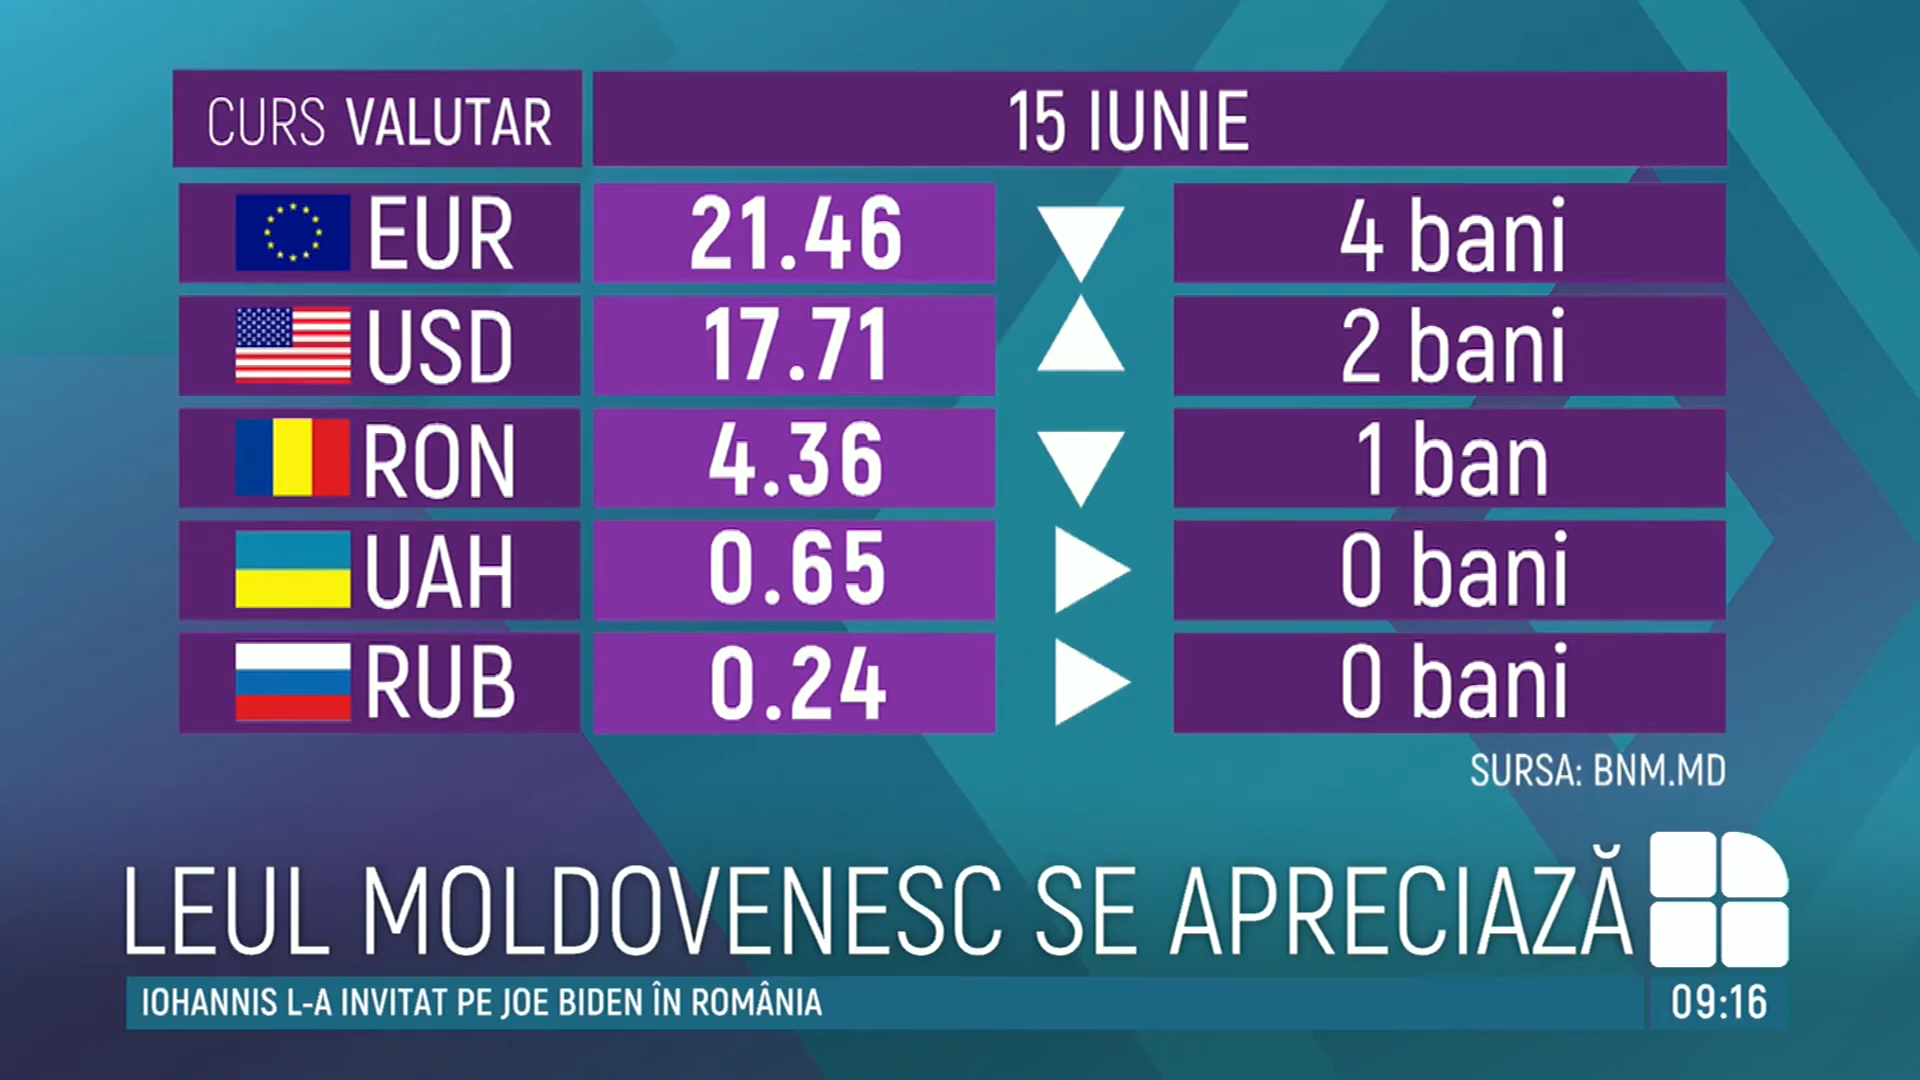 CURS VALUTAR 15 IUNIE
EUR 21.46 4 bani
USD 17.71 2 bani
RON 4.36 1 ban
UAH 0.65 0 bani
RUB 0.24 0 bani
SURSA: BNM.MD
LEUL MOLDOVENESC SE APRECIAZĂ
IOHANNIS L-A INVITAT PE JOE BIDEN ÎN ROMÂNIA 09:16